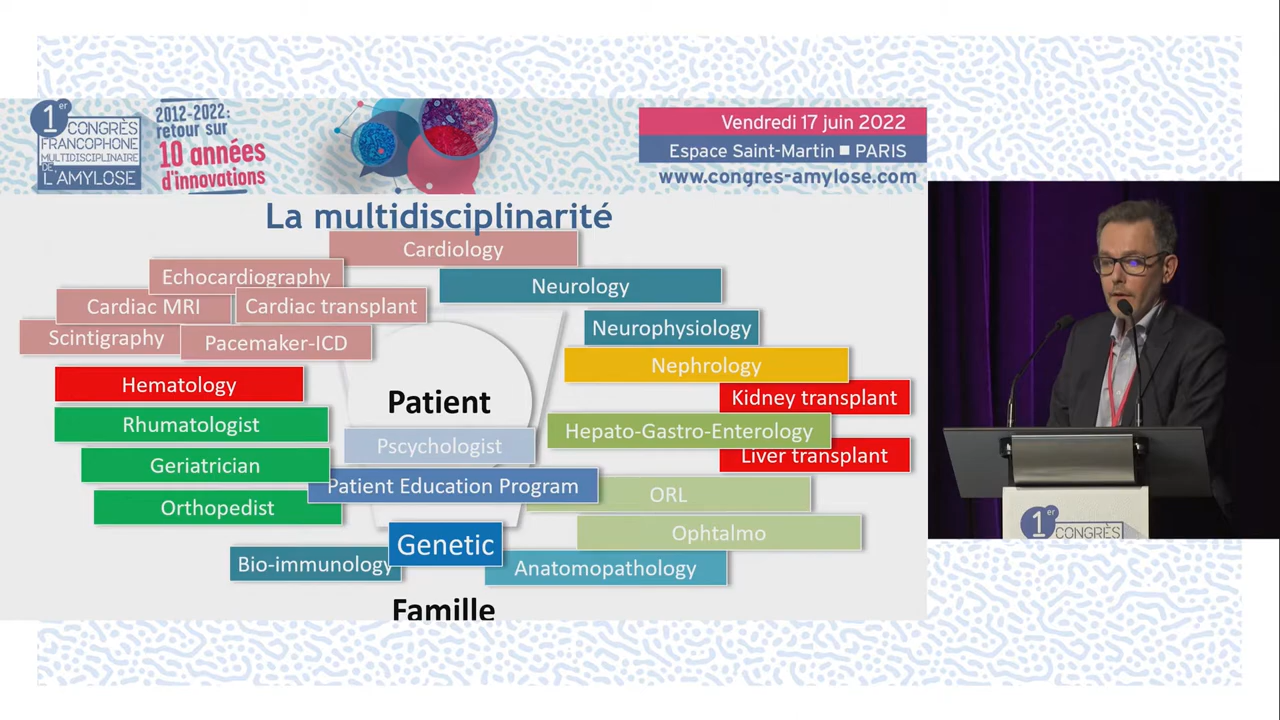 1er
CONGRÈS
FRANCOPHONE
MULTIDISCIPLINAIRE
DE
L'AMYLOSE
2012-2022:
retour sur
10 années
d'innovations
Vendredi 17 juin 2022
Espace Saint-Martin ■ PARIS
www.congres-amylose.com
La multidisciplinarité
Cardiology
Echocardiography
Neurology
Cardiac MRI
Cardiac transplant
Scintigraphy
Pacemaker-ICD
Neurophysiology
Nephrology
Hematology
Kidney transplant
Patient
Rhumatologist
Hepato-Gastro-Enterology
Pscychologist
Liver transplant
Geriatrician
Patient Education Program
ORL
Orthopedist
Ophtalmo
Genetic
Bio-immunology
Anatomopathology
Famille
1er
CONGRÈS